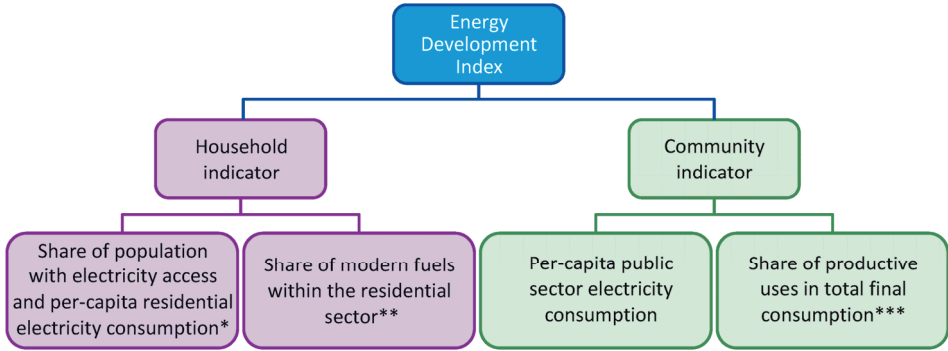 Energy
Development
Index
Household
indicator
Community
indicator
Share of population
with electricity access
and per-capita residential
electricity consumption*
Share of modern fuels
within the residential
sector**
Per-capita public
sector electricity
consumption
Share of productive
uses in total final
consumption***